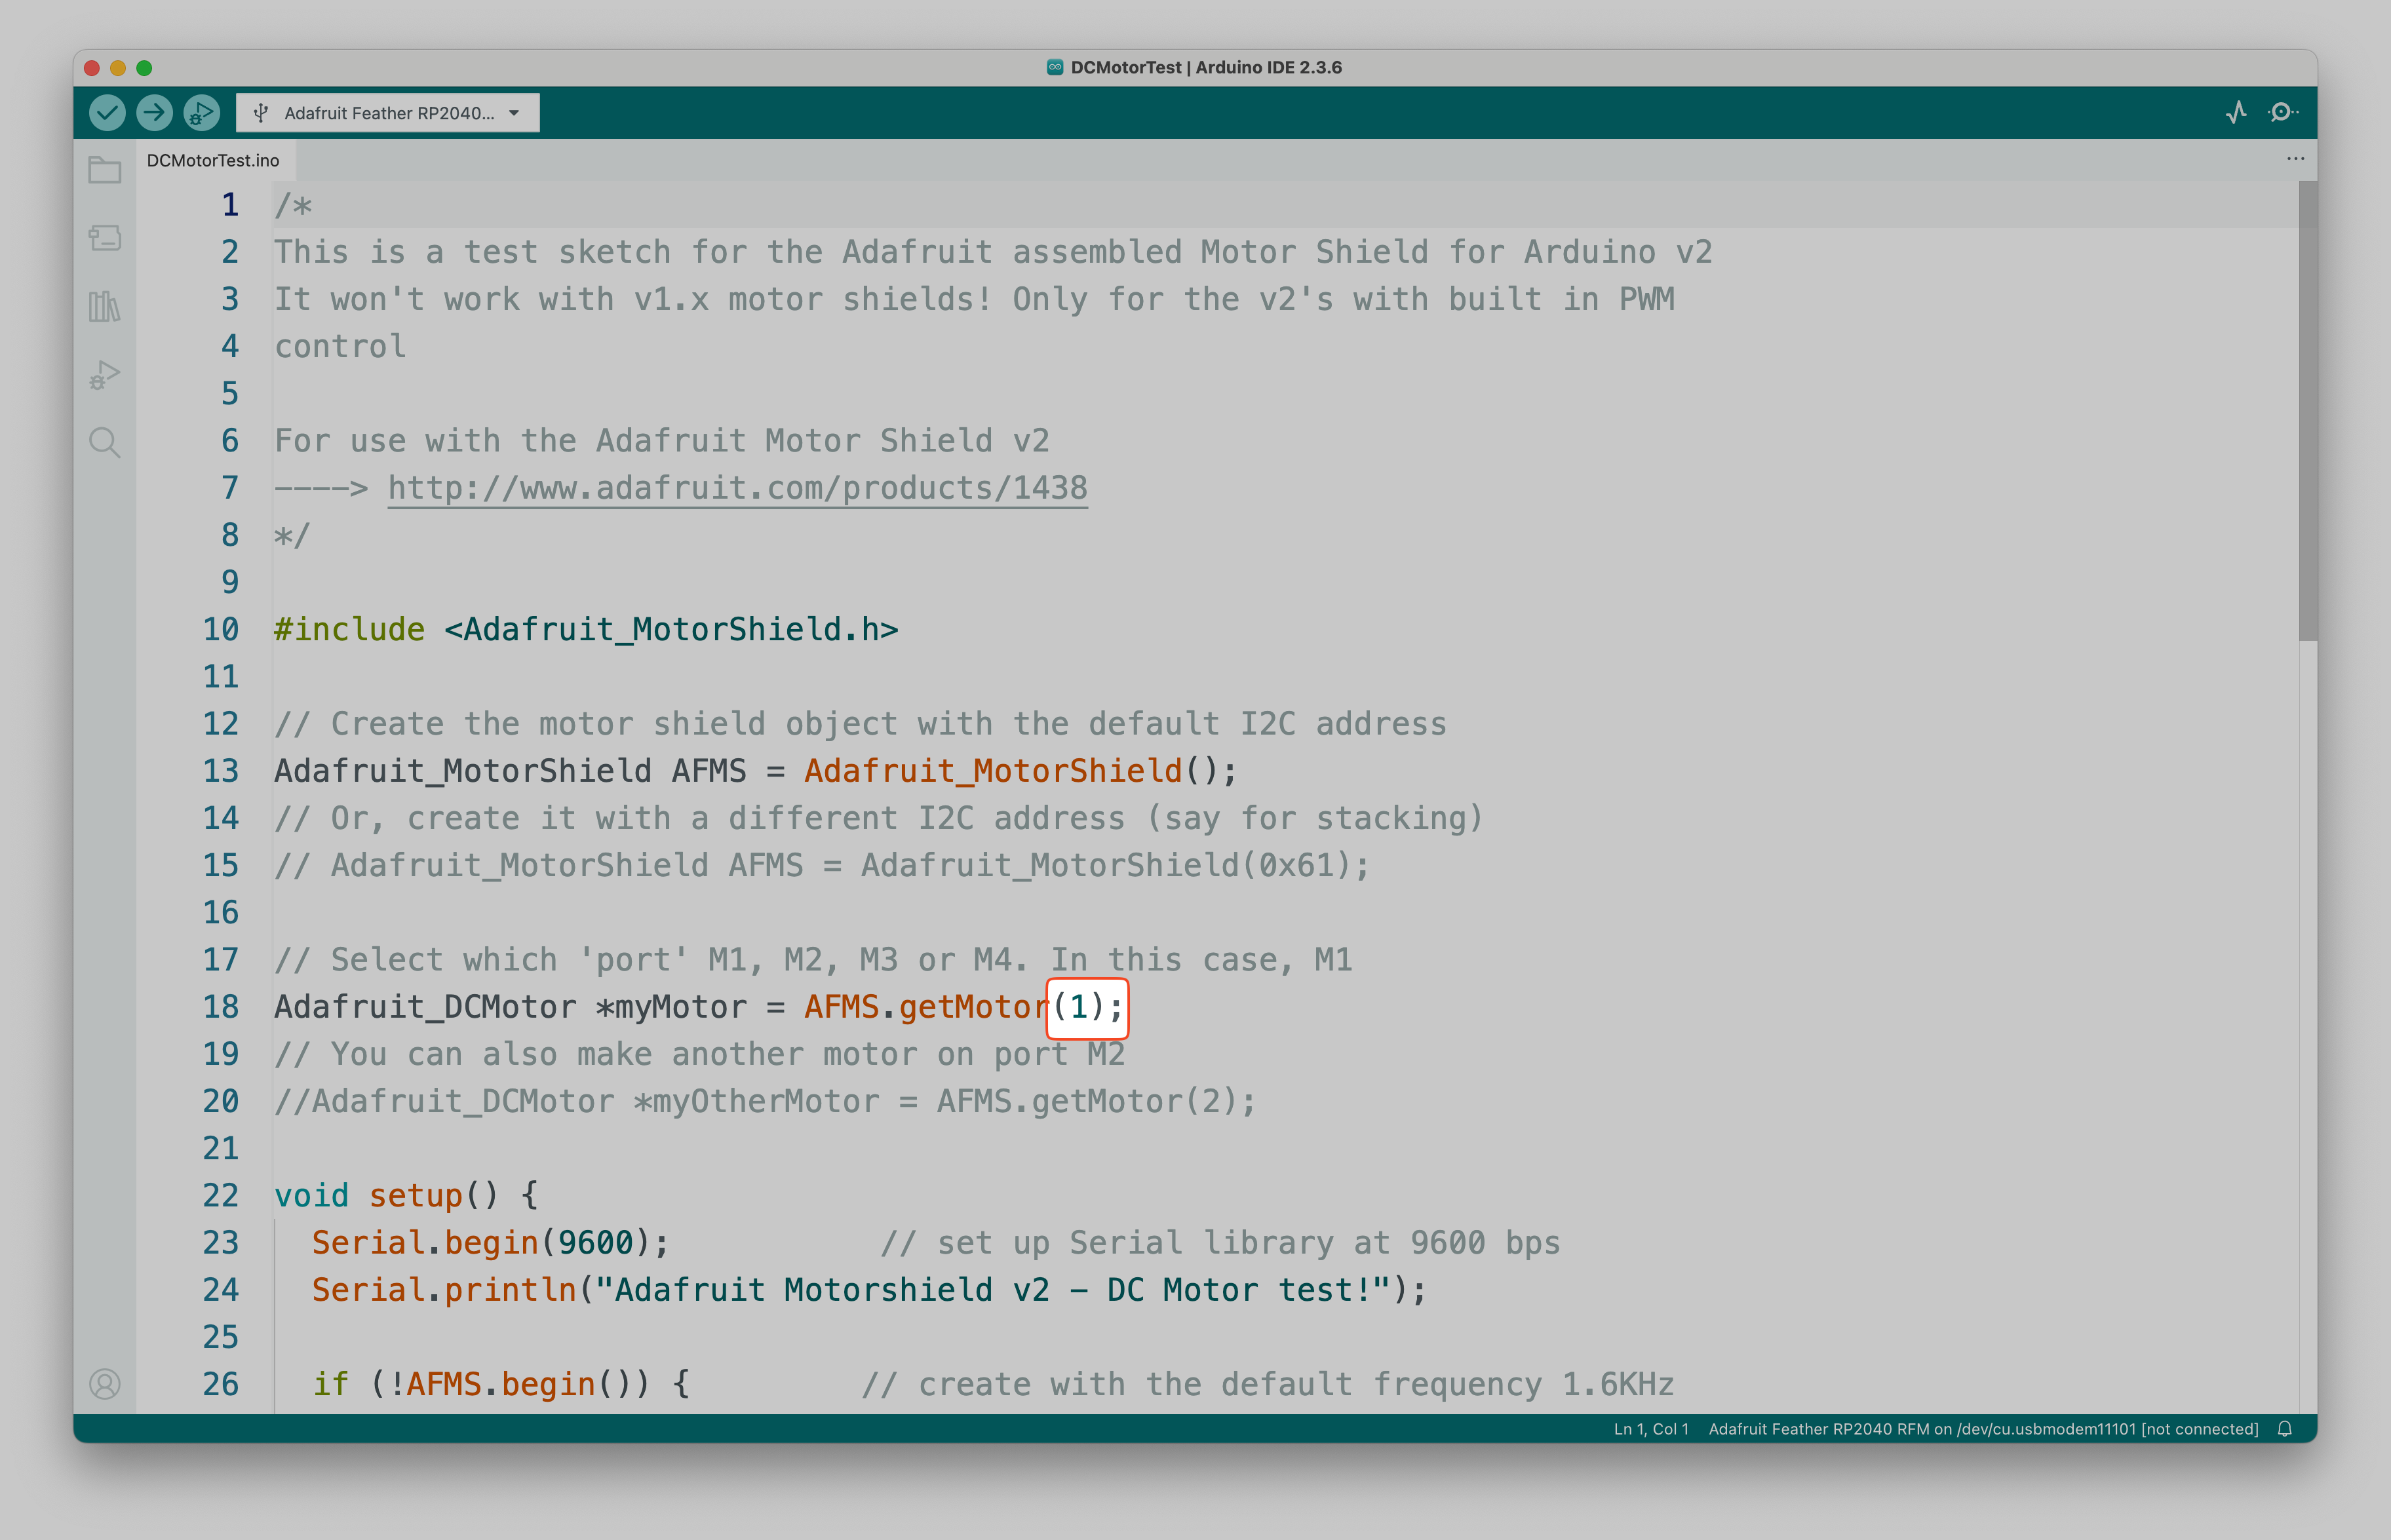 DCMotorTest | Arduino IDE 2.3.6
Adafruit Feather RP2040...
DCMotorTest.ino
...
1 /*
2 This is a test sketch for the Adafruit assembled Motor Shield for Arduino v2
3 It won't work with v1.x motor shields! Only for the v2's with built in PWM
4 control
5
6 For use with the Adafruit Motor Shield v2
7 ----> http://www.adafruit.com/products/1438
8 */
9
10 #include <Adafruit_MotorShield.h>
11
12 // Create the motor shield object with the default I2C address
13 Adafruit_MotorShield AFMS = Adafruit_MotorShield();
14 // Or, create it with a different I2C address (say for stacking)
15 // Adafruit_MotorShield AFMS = Adafruit_MotorShield(0x61);
16
17 // Select which 'port' M1, M2, M3 or M4. In this case, M1
18 Adafruit_DCMotor *myMotor = AFMS.getMotor(1);
19 // You can also make another motor on port M2
20 //Adafruit_DCMotor *myOtherMotor = AFMS.getMotor(2);
21
22 void setup() {
23   Serial.begin(9600);           // set up Serial library at 9600 bps
24   Serial.println("Adafruit Motorshield v2 - DC Motor test!");
25
26   if (!AFMS.begin()) {         // create with the default frequency 1.6KHz
Ln 1, Col 1 Adafruit Feather RP2040 RFM on /dev/cu.usbmodem11101 [not connected]